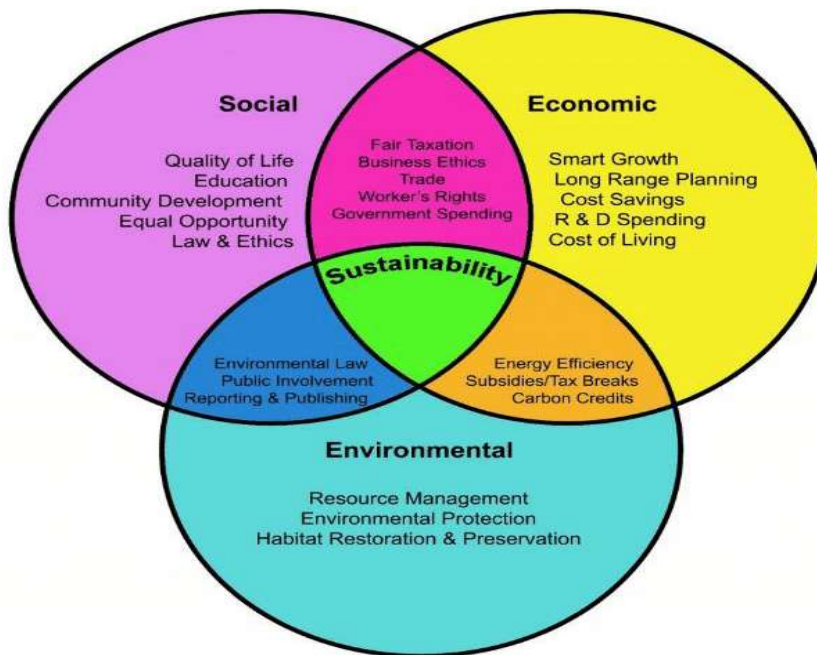 Social
Quality of Life
Education
Community Development
Equal Opportunity
Law & Ethics
Fair Taxation
Business Ethics
Trade
Worker's Rights
Government Spending
Economic
Smart Growth
Long Range Planning
Cost Savings
R & D Spending
Cost of Living
Sustainability
Environmental Law
Public Involvement
Reporting & Publishing
Energy Efficiency
Subsidies/Tax Breaks
Carbon Credits
Environmental
Resource Management
Environmental Protection
Habitat Restoration & Preservation